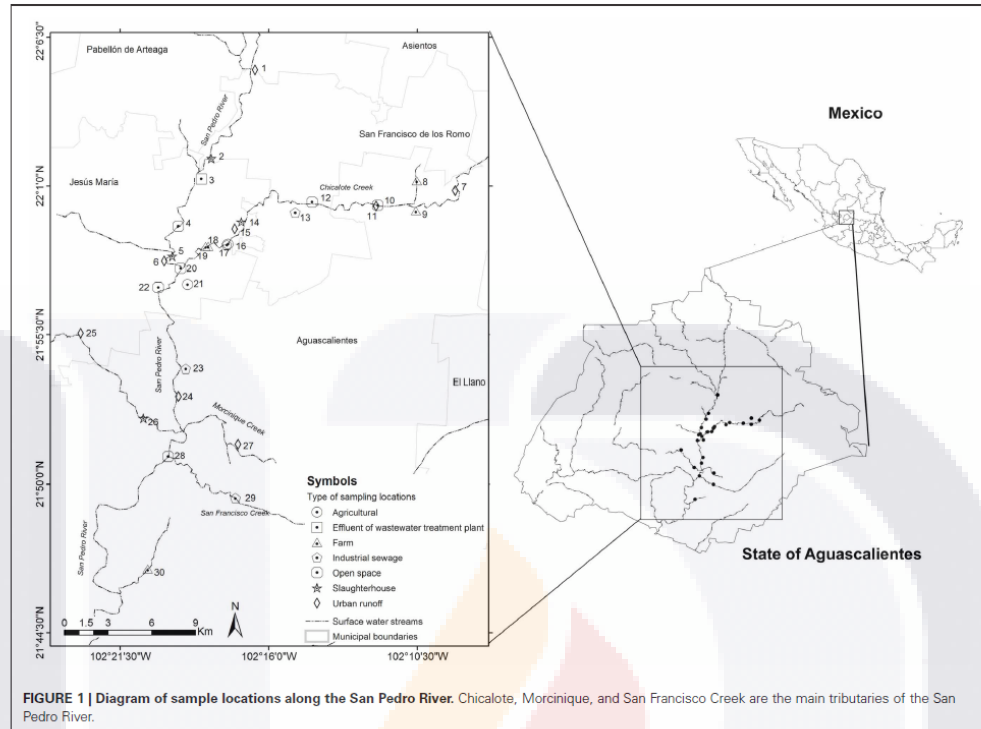 22°6'30"N
Pabellón de Arteaga
Asientos
1
San Pedro River
2
San Francisco de los Romo
Mexico
22°1'0"N
Jesús María
3
Chicalote Creek
8
7
12
10
11
9
13
4
14
15
18
16
5
19
17
6
20
21
22
21°55'30"N
25
Aguascalientes
San Pedro River
23
El Llano
24
26
Morcinique Creek
27
28
21°50'0"N
29
San Francisco Creek
San Pedro River
30
Symbols
Type of sampling locations
Agricultural
Effluent of wastewater treatment plant
Farm
Industrial sewage
Open space
Slaughterhouse
Urban runoff
Surface water streams
Municipal boundaries
N
0 1.5 3 6 9
Km
21°44'30"N
102°21'30"W 102°16'0"W 102°10'30"W
State of Aguascalientes
FIGURE 1 | Diagram of sample locations along the San Pedro River. Chicalote, Morcinique, and San Francisco Creek are the main tributaries of the San
Pedro River.